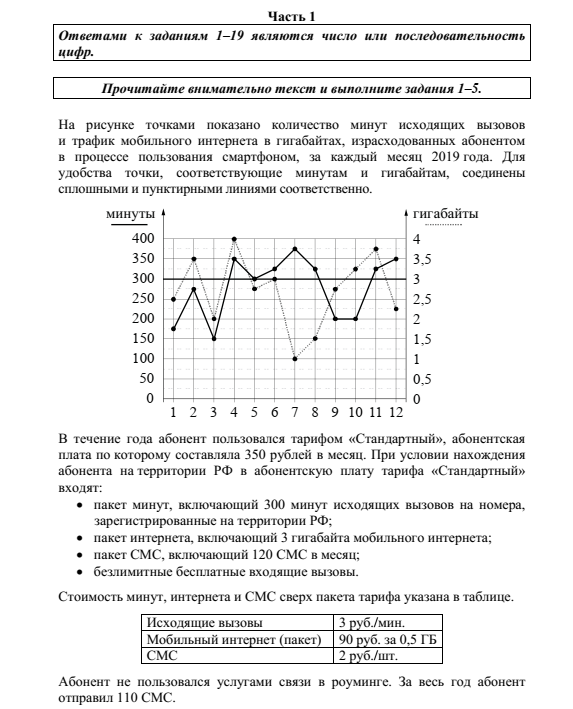 Часть 1
Ответами к заданиям 1–19 являются число или последовательность
цифр.
Прочитайте внимательно текст и выполните задания 1–5.
На рисунке точками показано количество минут исходящих вызовов
и трафик мобильного интернета в гигабайтах, израсходованных абонентом
в процессе пользования смартфоном, за каждый месяц 2019 года. Для
удобства точки, соответствующие минутам и гигабайтам, соединены
сплошными и пунктирными линиями соответственно.
минуты гигабайты
400 4
350 3,5
300 3
250 2,5
200 2
150 1,5
100 1
50 0,5
0 0
1 2 3 4 5 6 7 8 9 10 11 12
В течение года абонент пользовался тарифом «Стандартный», абонентская
плата по которому составляла 350 рублей в месяц. При условии нахождения
абонента на территории РФ в абонентскую плату тарифа «Стандартный»
входят:
• пакет минут, включающий 300 минут исходящих вызовов на номера,
зарегистрированные на территории РФ;
• пакет интернета, включающий 3 гигабайта мобильного интернета;
• пакет СМС, включающий 120 СМС в месяц;
• безлимитные бесплатные входящие вызовы.
Стоимость минут, интернета и СМС сверх пакета тарифа указана в таблице.
Исходящие вызовы 3 руб./мин.
Мобильный интернет (пакет) 90 руб. за 0,5 ГБ
СМС 2 руб./шт.
Абонент не пользовался услугами связи в роуминге. За весь год абонент
отправил 110 СМС.